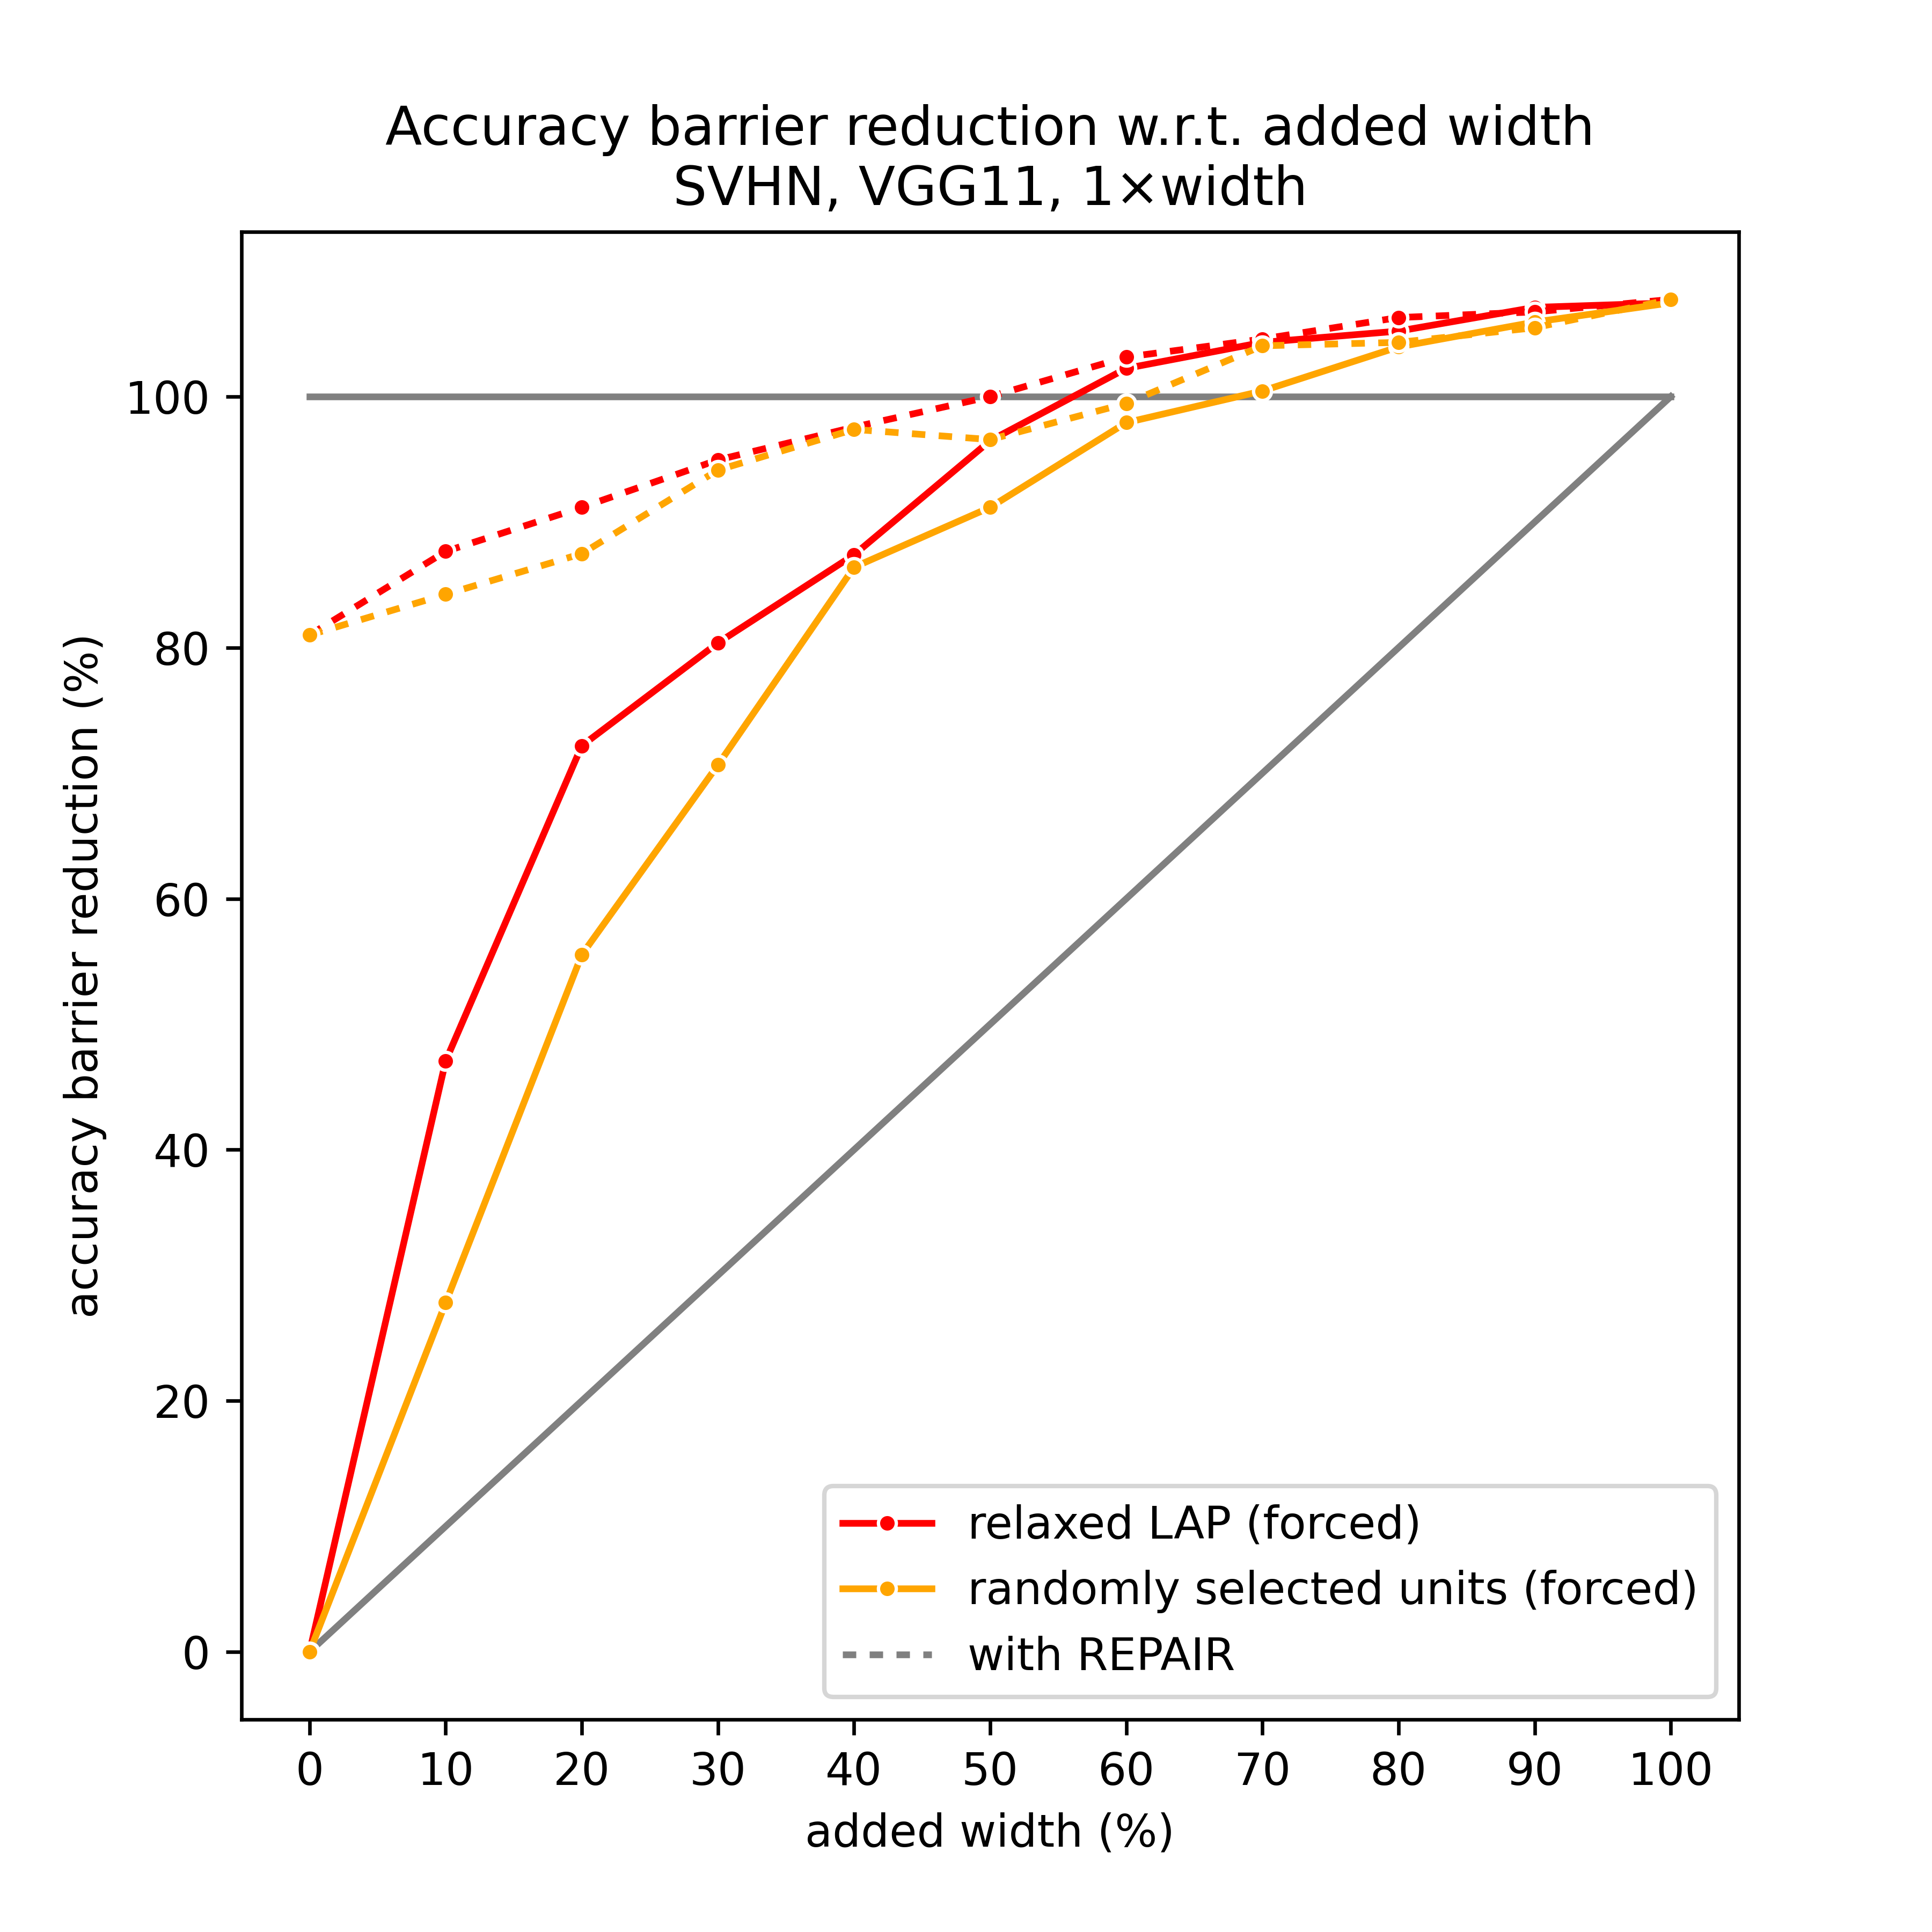 Accuracy barrier reduction w.r.t. added width
SVHN, VGG11, 1×width
accuracy barrier reduction (%)
100
80
60
40
20
0
relaxed LAP (forced)
randomly selected units (forced)
with REPAIR
0 10 20 30 40 50 60 70 80 90 100
added width (%)